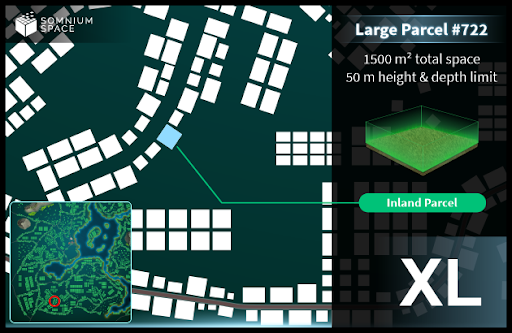 SOMNIUM
SPACE
Large Parcel #722
1500 m² total space
50 m height & depth limit
Inland Parcel
XL